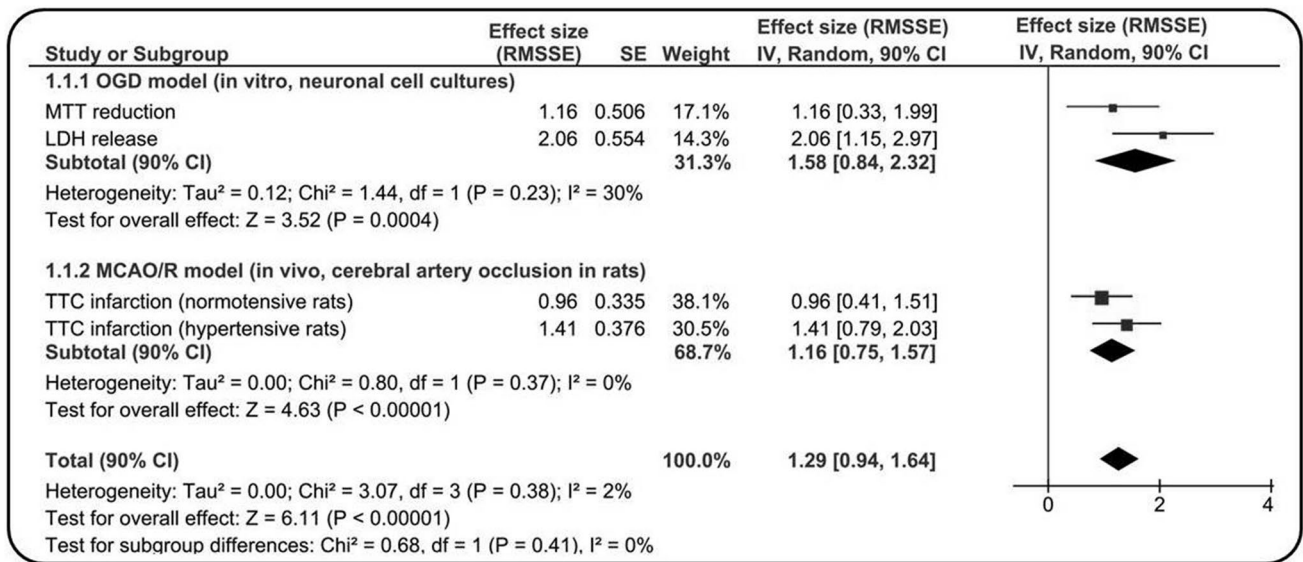 Effect size Effect size (RMSSE) Effect size (RMSSE)
Study or Subgroup (RMSSE) SE Weight IV, Random, 90% CI IV, Random, 90% CI
1.1.1 OGD model (in vitro, neuronal cell cultures)
MTT reduction 1.16 0.506 17.1% 1.16 [0.33, 1.99]
LDH release 2.06 0.554 14.3% 2.06 [1.15, 2.97]
Subtotal (90% CI) 31.3% 1.58 [0.84, 2.32]
Heterogeneity: Tau² = 0.12; Chi² = 1.44, df = 1 (P = 0.23); I² = 30%
Test for overall effect: Z = 3.52 (P = 0.0004)
1.1.2 MCAO/R model (in vivo, cerebral artery occlusion in rats)
TTC infarction (normotensive rats) 0.96 0.335 38.1% 0.96 [0.41, 1.51]
TTC infarction (hypertensive rats) 1.41 0.376 30.5% 1.41 [0.79, 2.03]
Subtotal (90% CI) 68.7% 1.16 [0.75, 1.57]
Heterogeneity: Tau² = 0.00; Chi² = 0.80, df = 1 (P = 0.37); I² = 0%
Test for overall effect: Z = 4.63 (P < 0.00001)
Total (90% CI) 100.0% 1.29 [0.94, 1.64]
Heterogeneity: Tau² = 0.00; Chi² = 3.07, df = 3 (P = 0.38); I² = 2%
0 2 4
Test for overall effect: Z = 6.11 (P < 0.00001)
Test for subgroup differences: Chi² = 0.68, df = 1 (P = 0.41), I² = 0%